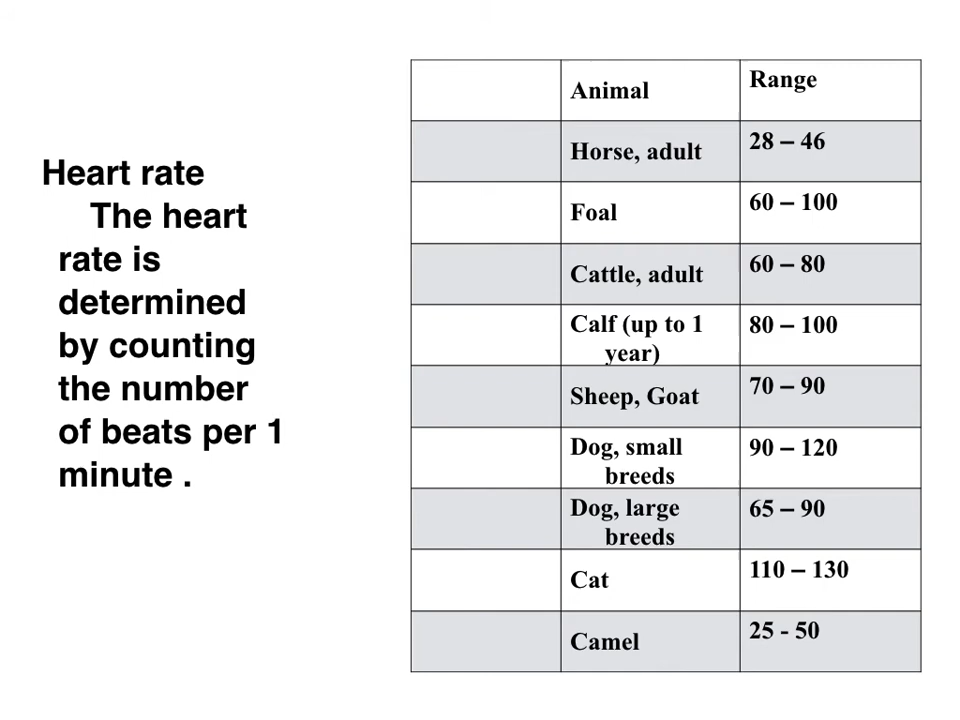 Heart rate
The heart
rate is
determined
by counting
the number
of beats per 1
minute .
Animal Range
Horse, adult 28 – 46
Foal 60 – 100
Cattle, adult 60 – 80
Calf (up to 1 80 – 100
year)
Sheep, Goat 70 – 90
Dog, small 90 – 120
breeds
Dog, large 65 – 90
breeds
Cat 110 – 130
Camel 25 - 50